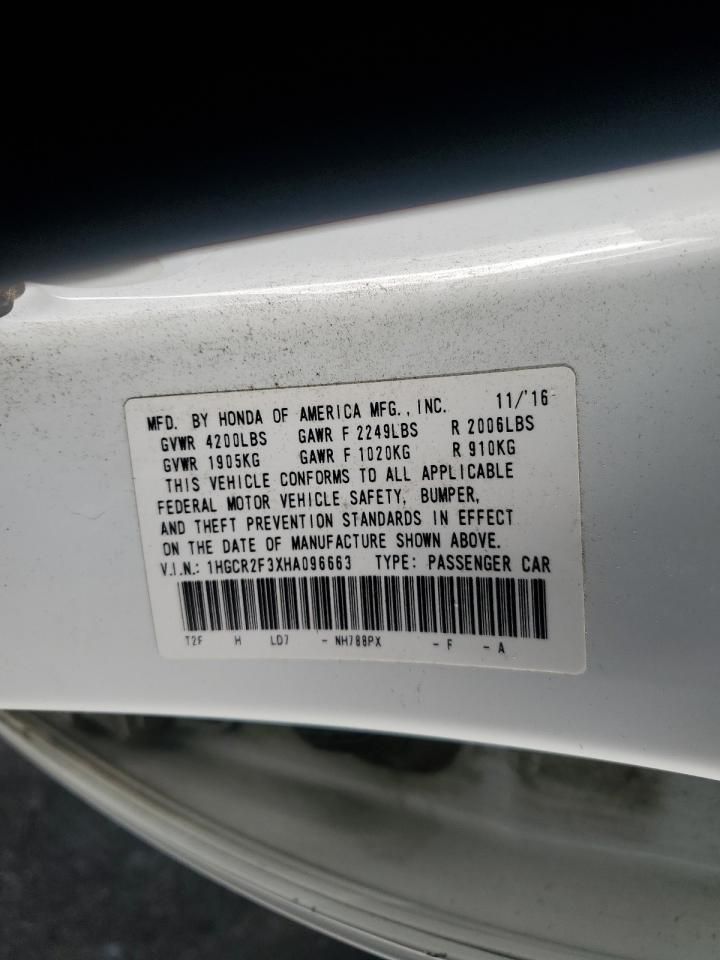 MFD. BY HONDA OF AMERICA MFG., INC. 11/'16
GVWR 4200LBS GAWR F 2249LBS R 2006LBS
GVWR 1905KG GAWR F 1020KG R 910KG
THIS VEHICLE CONFORMS TO ALL APPLICABLE
FEDERAL MOTOR VEHICLE SAFETY, BUMPER,
AND THEFT PREVENTION STANDARDS IN EFFECT
ON THE DATE OF MANUFACTURE SHOWN ABOVE.
V.I.N.: 1HGCR2F3XHA096663 TYPE: PASSENGER CAR
T2F H LD7 - NH788PX - F - A